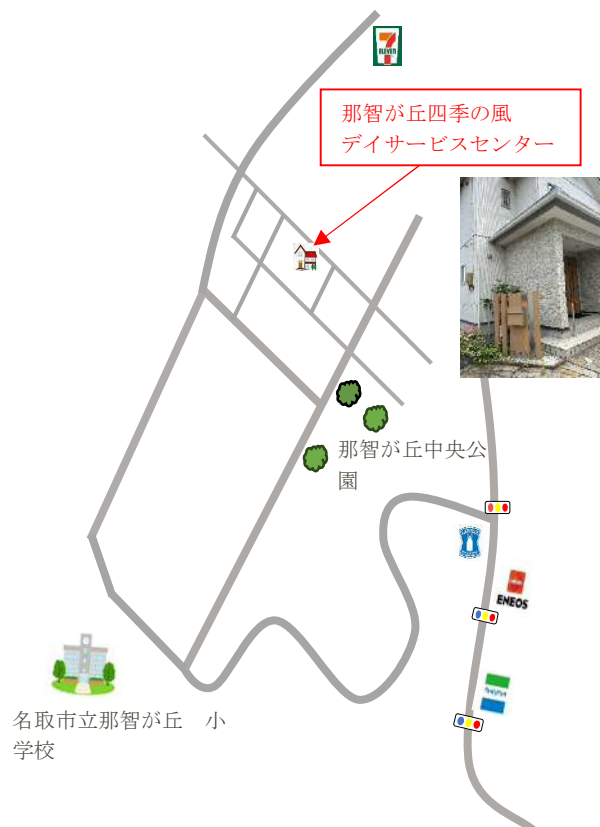 7
ELEVEN
那智が丘四季の風
デイサービスセンター
那智が丘中央公
園
ENEOS
名取市立那智が丘　小
学校